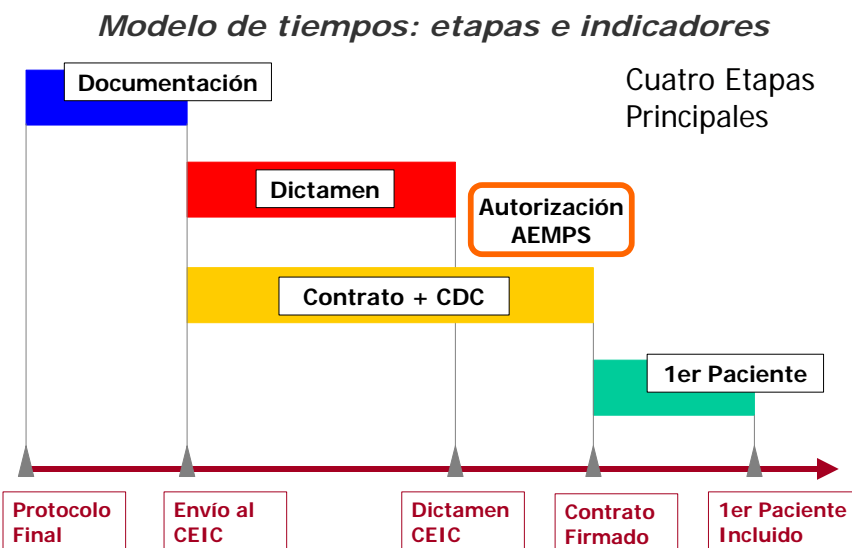 Modelo de tiempos: etapas e indicadores
Documentación
Cuatro Etapas
Principales
Dictamen
Autorización
AEMPS
Contrato + CDC
1er Paciente
Protocolo
Final
Envío al
CEIC
Dictamen
CEIC
Contrato
Firmado
1er Paciente
Incluido